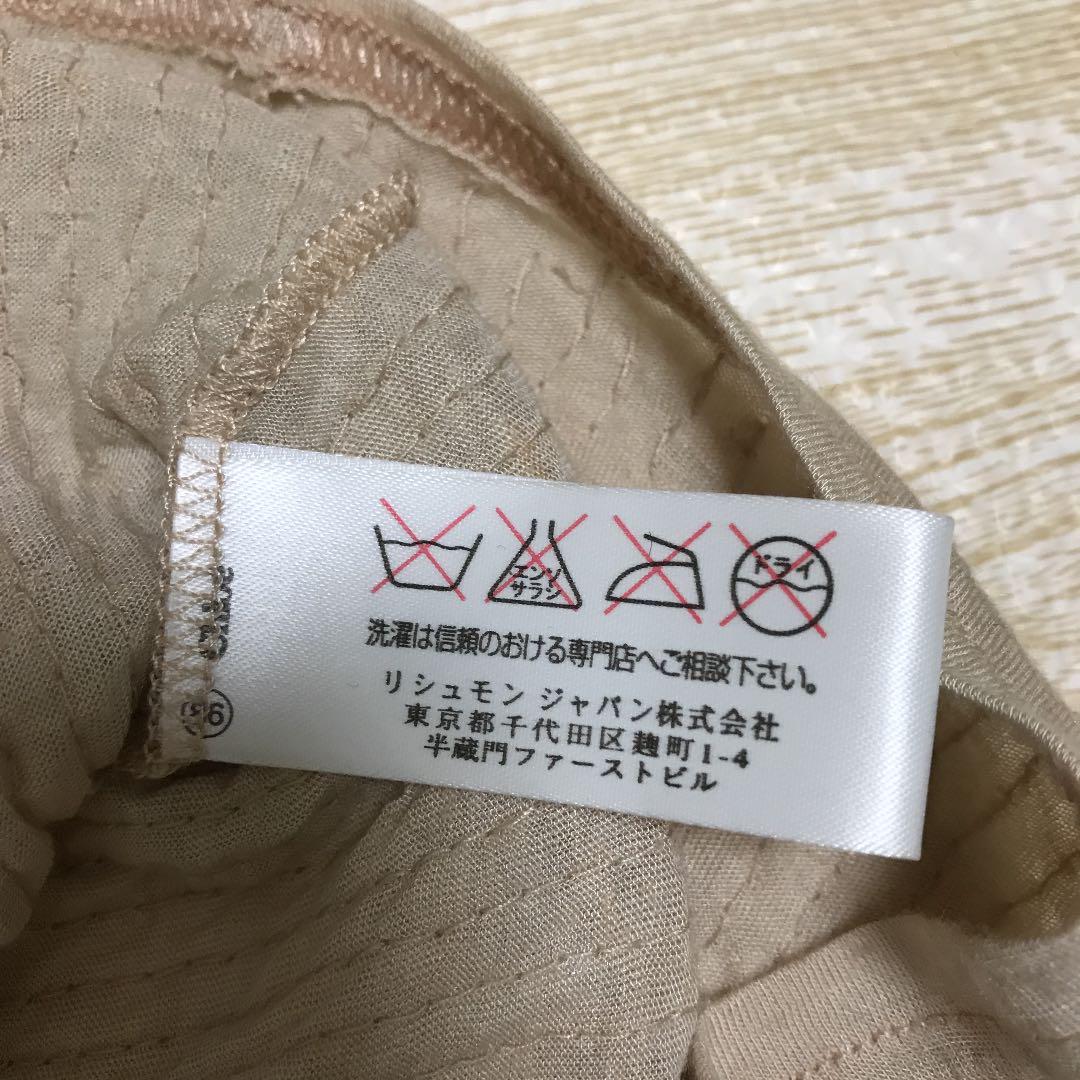 エンソ
サラシ
ドライ
洗濯は信頼のおける専門店へご相談下さい。
リシュモン ジャパン株式会社
東京都千代田区麹町1-4
半蔵門ファーストビル